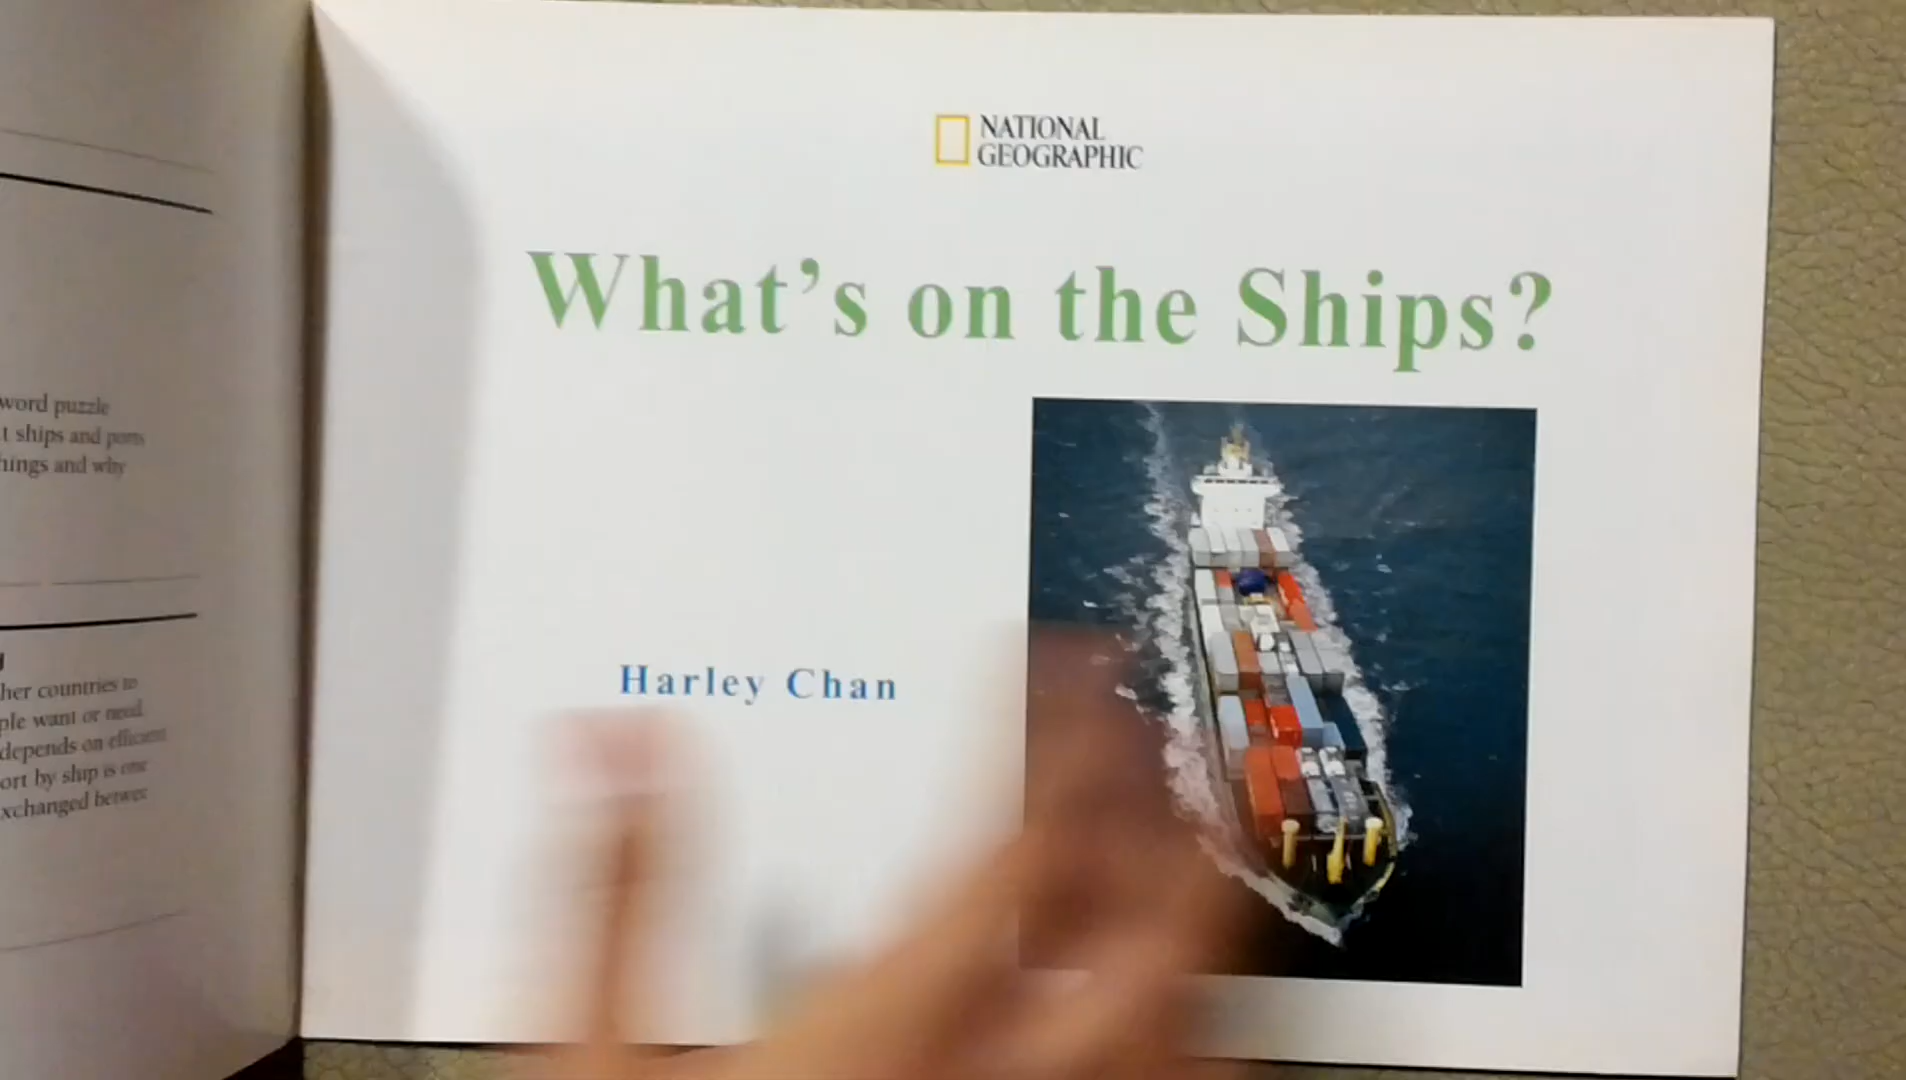 word puzzle
t ships and ports
hings and why
her countries to
ple want or need.
depends on efficient
ort by ship is one
xchanged betwee
NATIONAL
GEOGRAPHIC
What's on the Ships?
Harley Chan